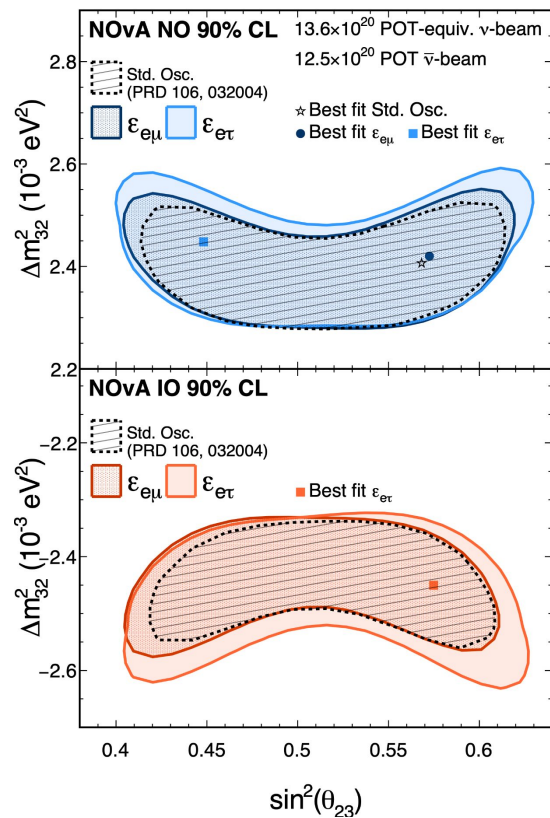 NOvA NO 90% CL
13.6×10²⁰ POT-equiv. ν-beam
12.5×10²⁰ POT ν̄-beam
Std. Osc.
(PRD 106, 032004)
ε_eμ ε_eτ
Best fit Std. Osc.
Best fit ε_eμ Best fit ε_eτ
2.8
2.6
2.4
2.2
Δm²₃₂ (10⁻³ eV²)
NOvA IO 90% CL
Std. Osc.
(PRD 106, 032004)
ε_eμ ε_eτ
Best fit ε_eτ
−2.2
−2.4
−2.6
Δm²₃₂ (10⁻³ eV²)
0.4 0.45 0.5 0.55 0.6
sin²(θ₂₃)